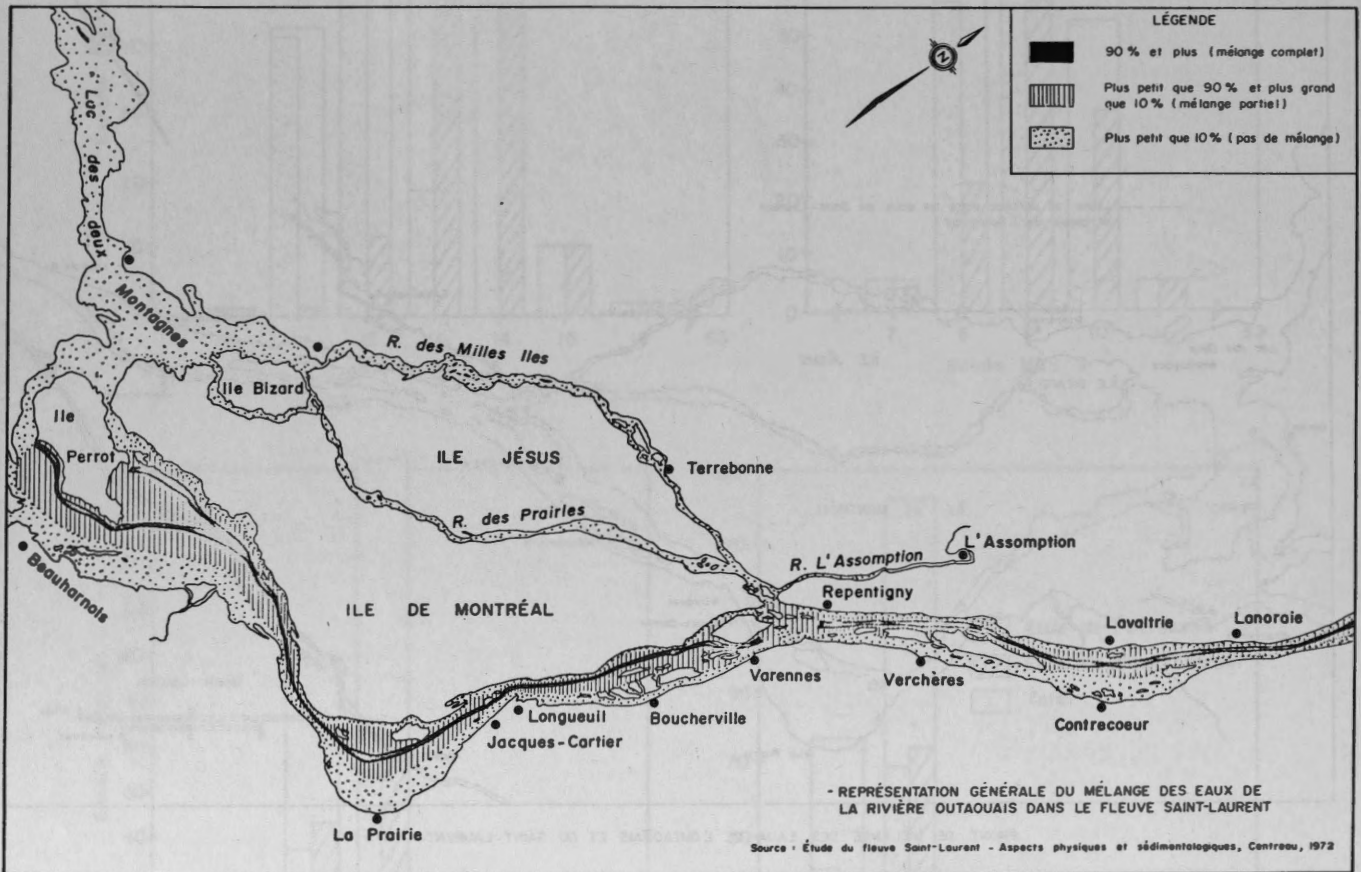 LÉGENDE
90 % et plus (mélange complet)
Plus petit que 90 % et plus grand
que 10 % (mélange partiel)
Plus petit que 10 % (pas de mélange)
N
Lac des deux
Montagnes
R. des Milles Iles
Ile Bizard
Ile
Perrot
ILE JÉSUS
Terrebonne
R. des Prairies
L'Assomption
R. L'Assomption
Beauharnois
ILE DE MONTRÉAL
Repentigny
Lavaltrie
Lanoraie
Varennes
Verchères
Longueuil
Boucherville
Contrecoeur
Jacques-Cartier
La Prairie
- REPRÉSENTATION GÉNÉRALE DU MÉLANGE DES EAUX DE
LA RIVIÈRE OUTAOUAIS DANS LE FLEUVE SAINT-LAURENT
Source : Étude du fleuve Saint-Laurent - Aspects physiques et sédimentologiques, Centreau, 1972